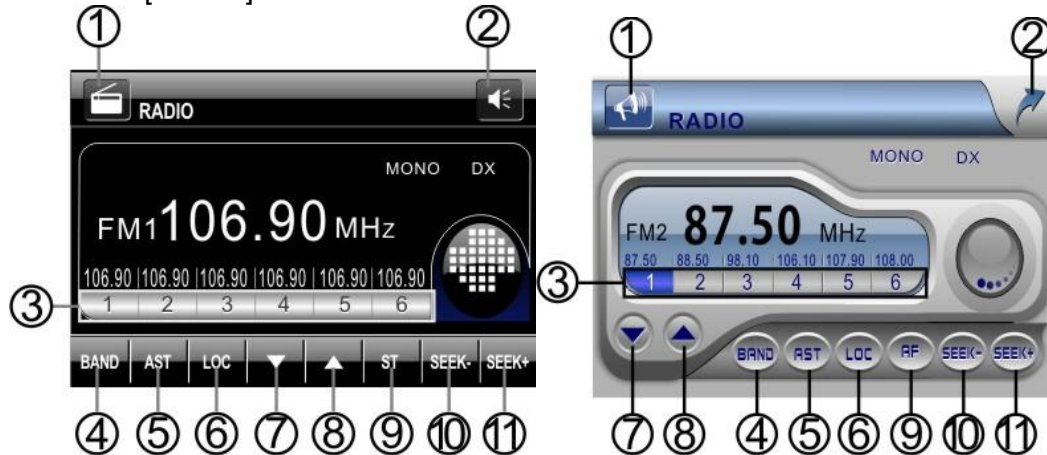 ① ② ① ②
RADIO
RADIO
MONO DX
MONO DX
FM1 106.90 MHz
FM2 87.50 MHz
106.90 106.90 106.90 106.90 106.90 106.90
87.50 88.50 98.10 106.10 107.90 108.00
③ 1 2 3 4 5 6
③ 1 2 3 4 5 6
BAND AST LOC ▼ ▲ ST SEEK- SEEK+
▼ ▲ BAND AST LOC AF SEEK- SEEK+
④ ⑤ ⑥ ⑦ ⑧ ⑨ ⑩ ⑪
⑦ ⑧ ④ ⑤ ⑥ ⑨ ⑩ ⑪